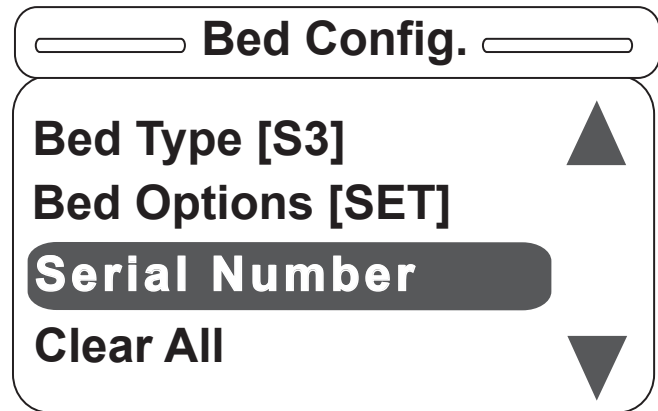 Bed Config.
Bed Type [S3]
Bed Options [SET]
Serial Number
Clear All